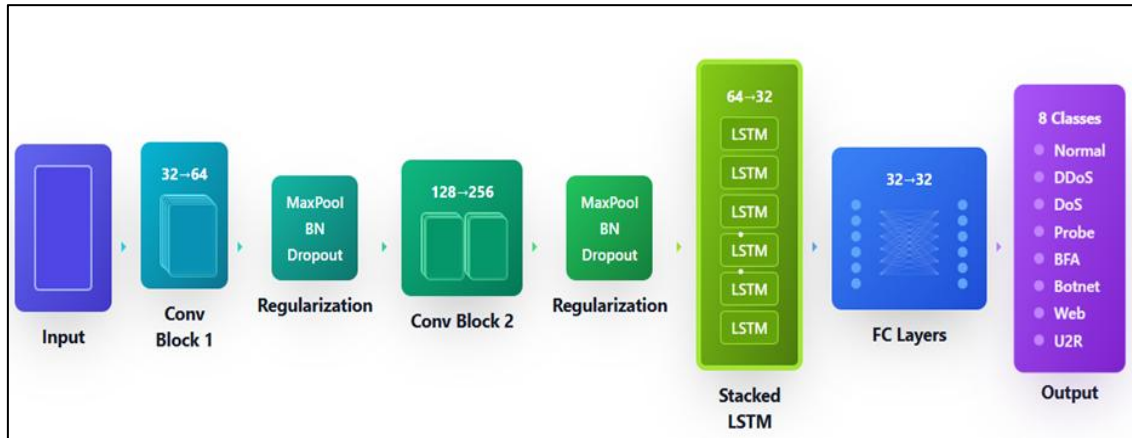 Input
32→64
Conv
Block 1
MaxPool
BN
Dropout
Regularization
128→256
Conv Block 2
MaxPool
BN
Dropout
Regularization
64→32
LSTM
LSTM
LSTM
LSTM
LSTM
LSTM
Stacked
LSTM
32→32
FC Layers
8 Classes
Normal
DDoS
DoS
Probe
BFA
Botnet
Web
U2R
Output